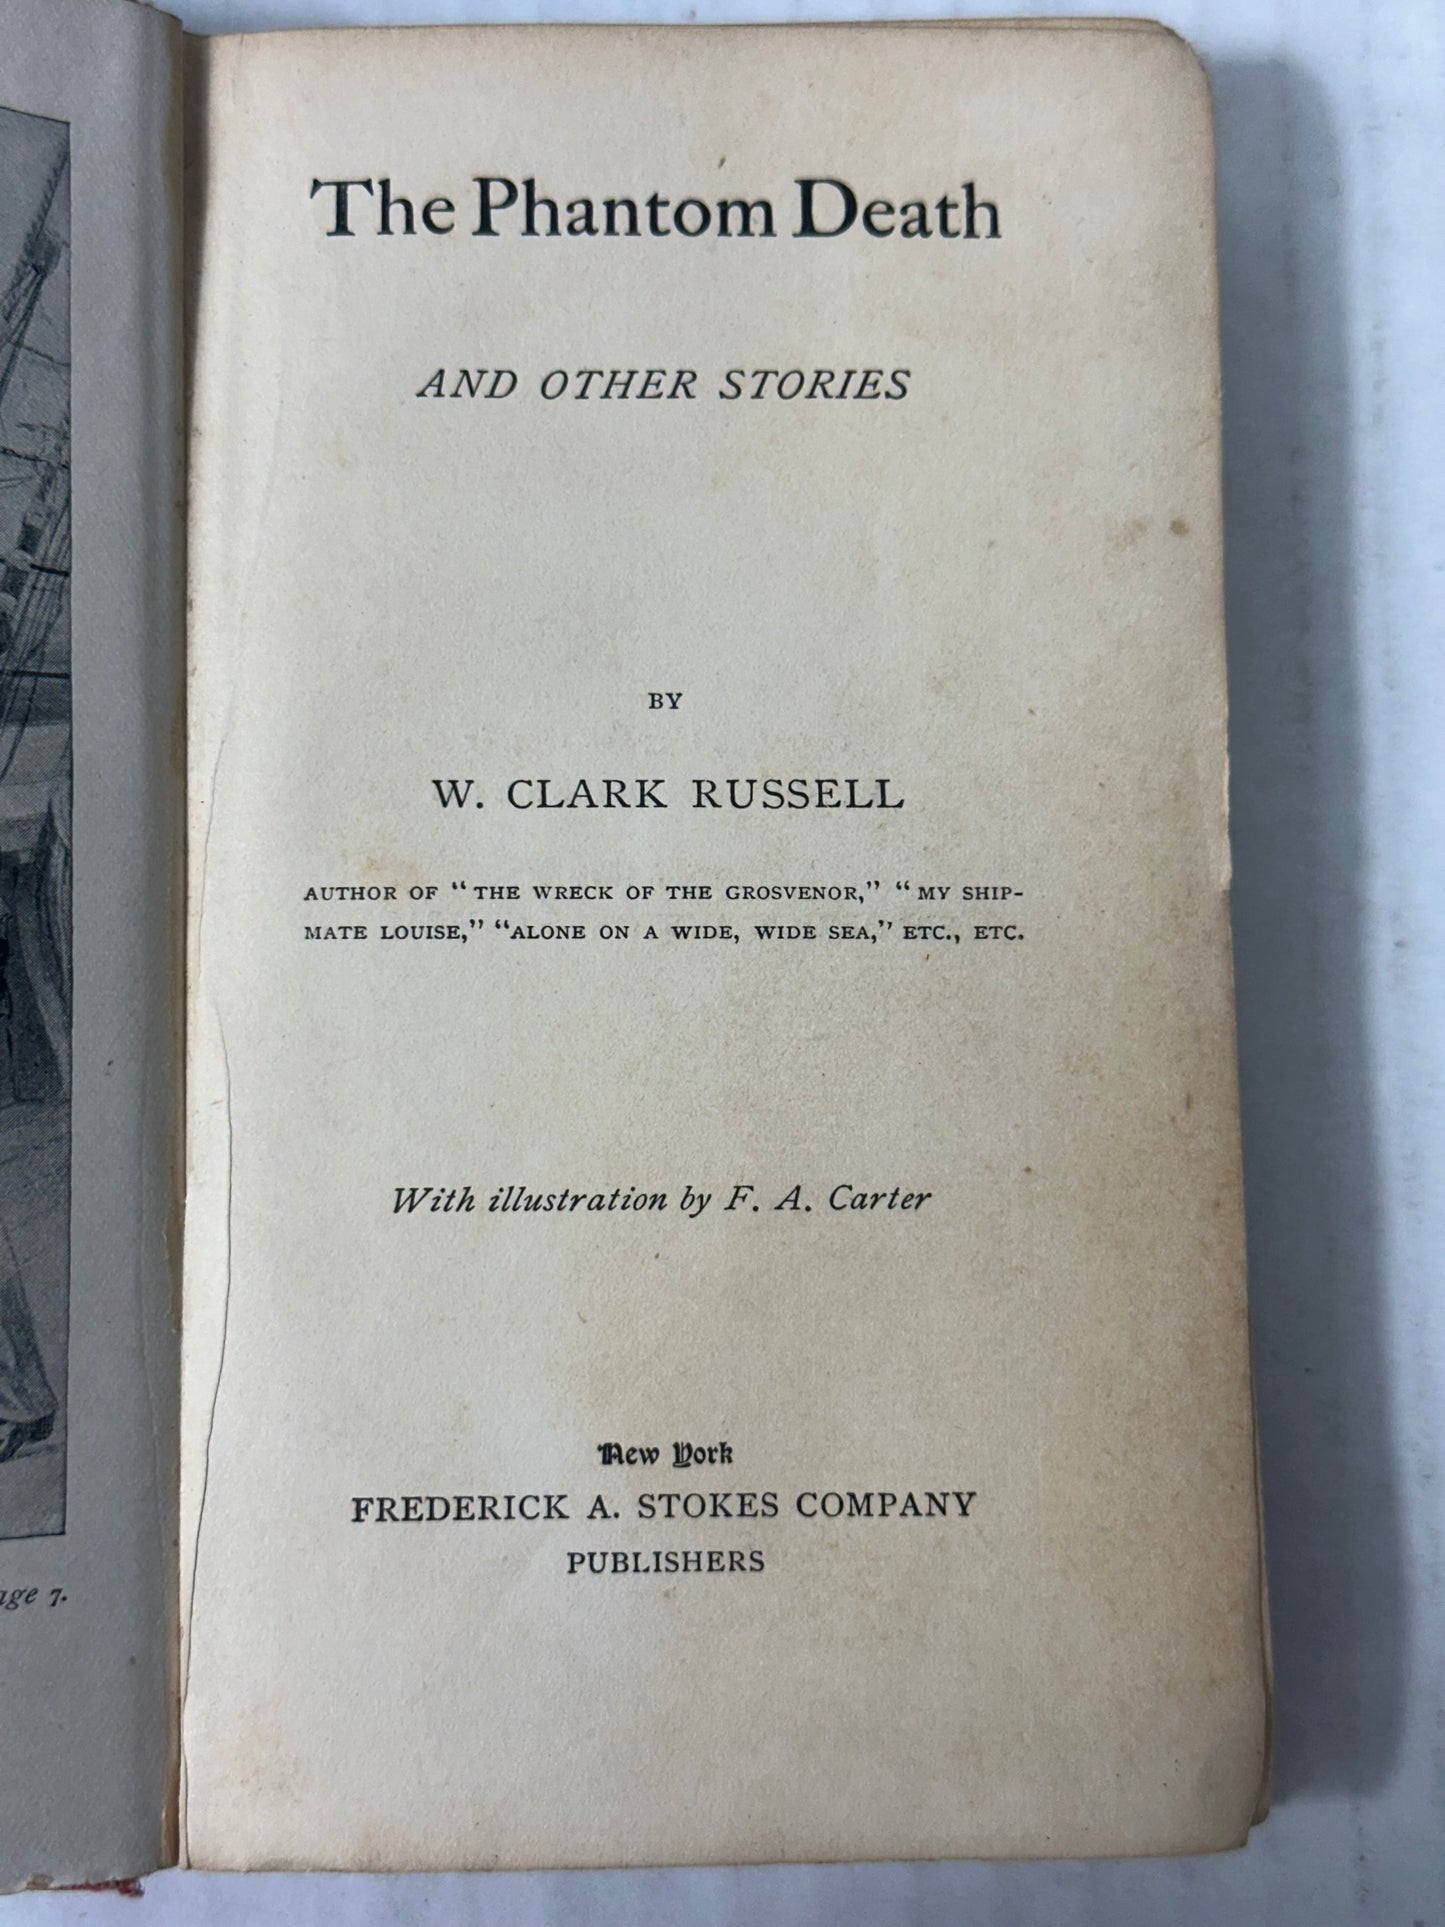 The Phantom Death
AND OTHER STORIES
BY
W. CLARK RUSSELL
AUTHOR OF "THE WRECK OF THE GROSVENOR," "MY SHIP-
MATE LOUISE," "ALONE ON A WIDE, WIDE SEA," ETC., ETC.
With illustration by F. A. Carter
New York
FREDERICK A. STOKES COMPANY
PUBLISHERS
7.